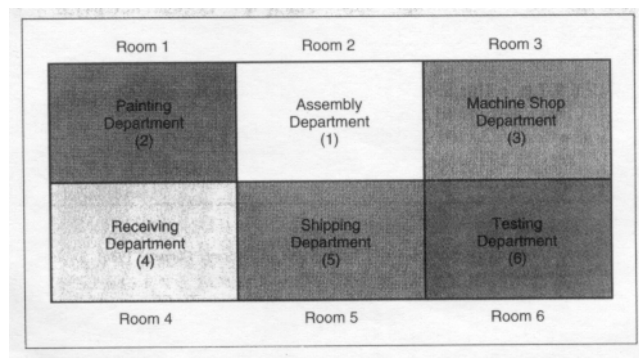 Room 1 Room 2 Room 3
Painting Department (2)
Assembly Department (1)
Machine Shop Department (3)
Receiving Department (4)
Shipping Department (5)
Testing Department (6)
Room 4 Room 5 Room 6